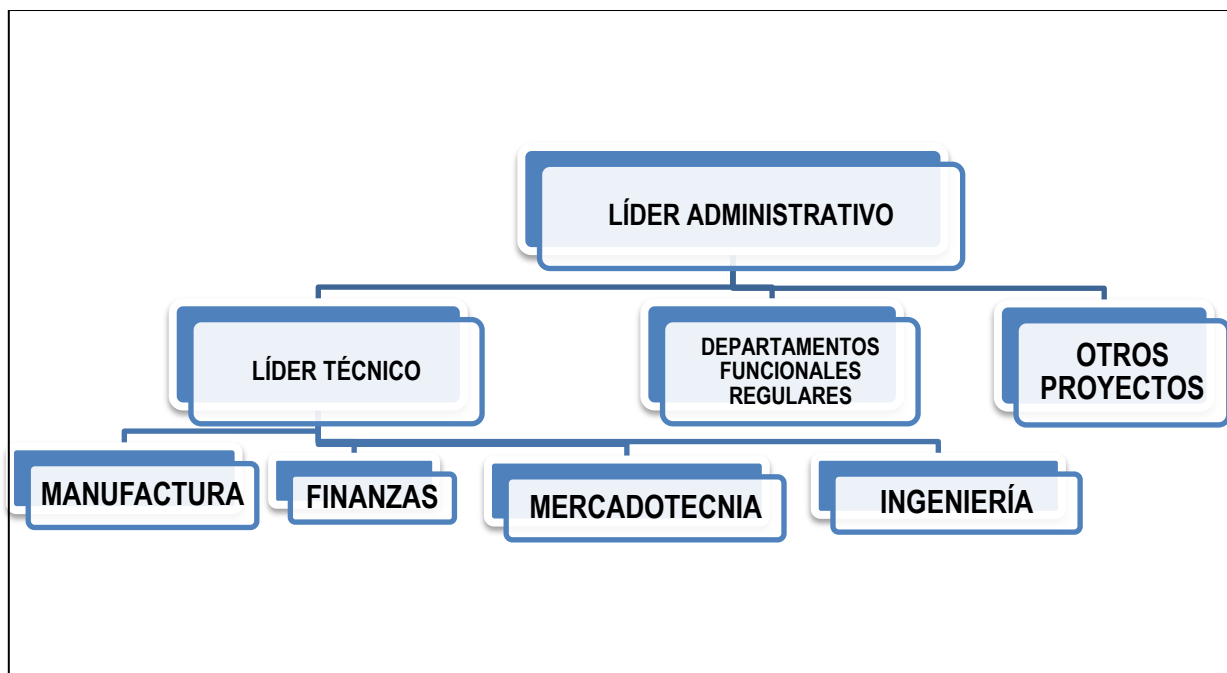 LÍDER ADMINISTRATIVO
LÍDER TÉCNICO
DEPARTAMENTOS
FUNCIONALES
REGULARES
OTROS
PROYECTOS
MANUFACTURA
FINANZAS
MERCADOTECNIA
INGENIERÍA